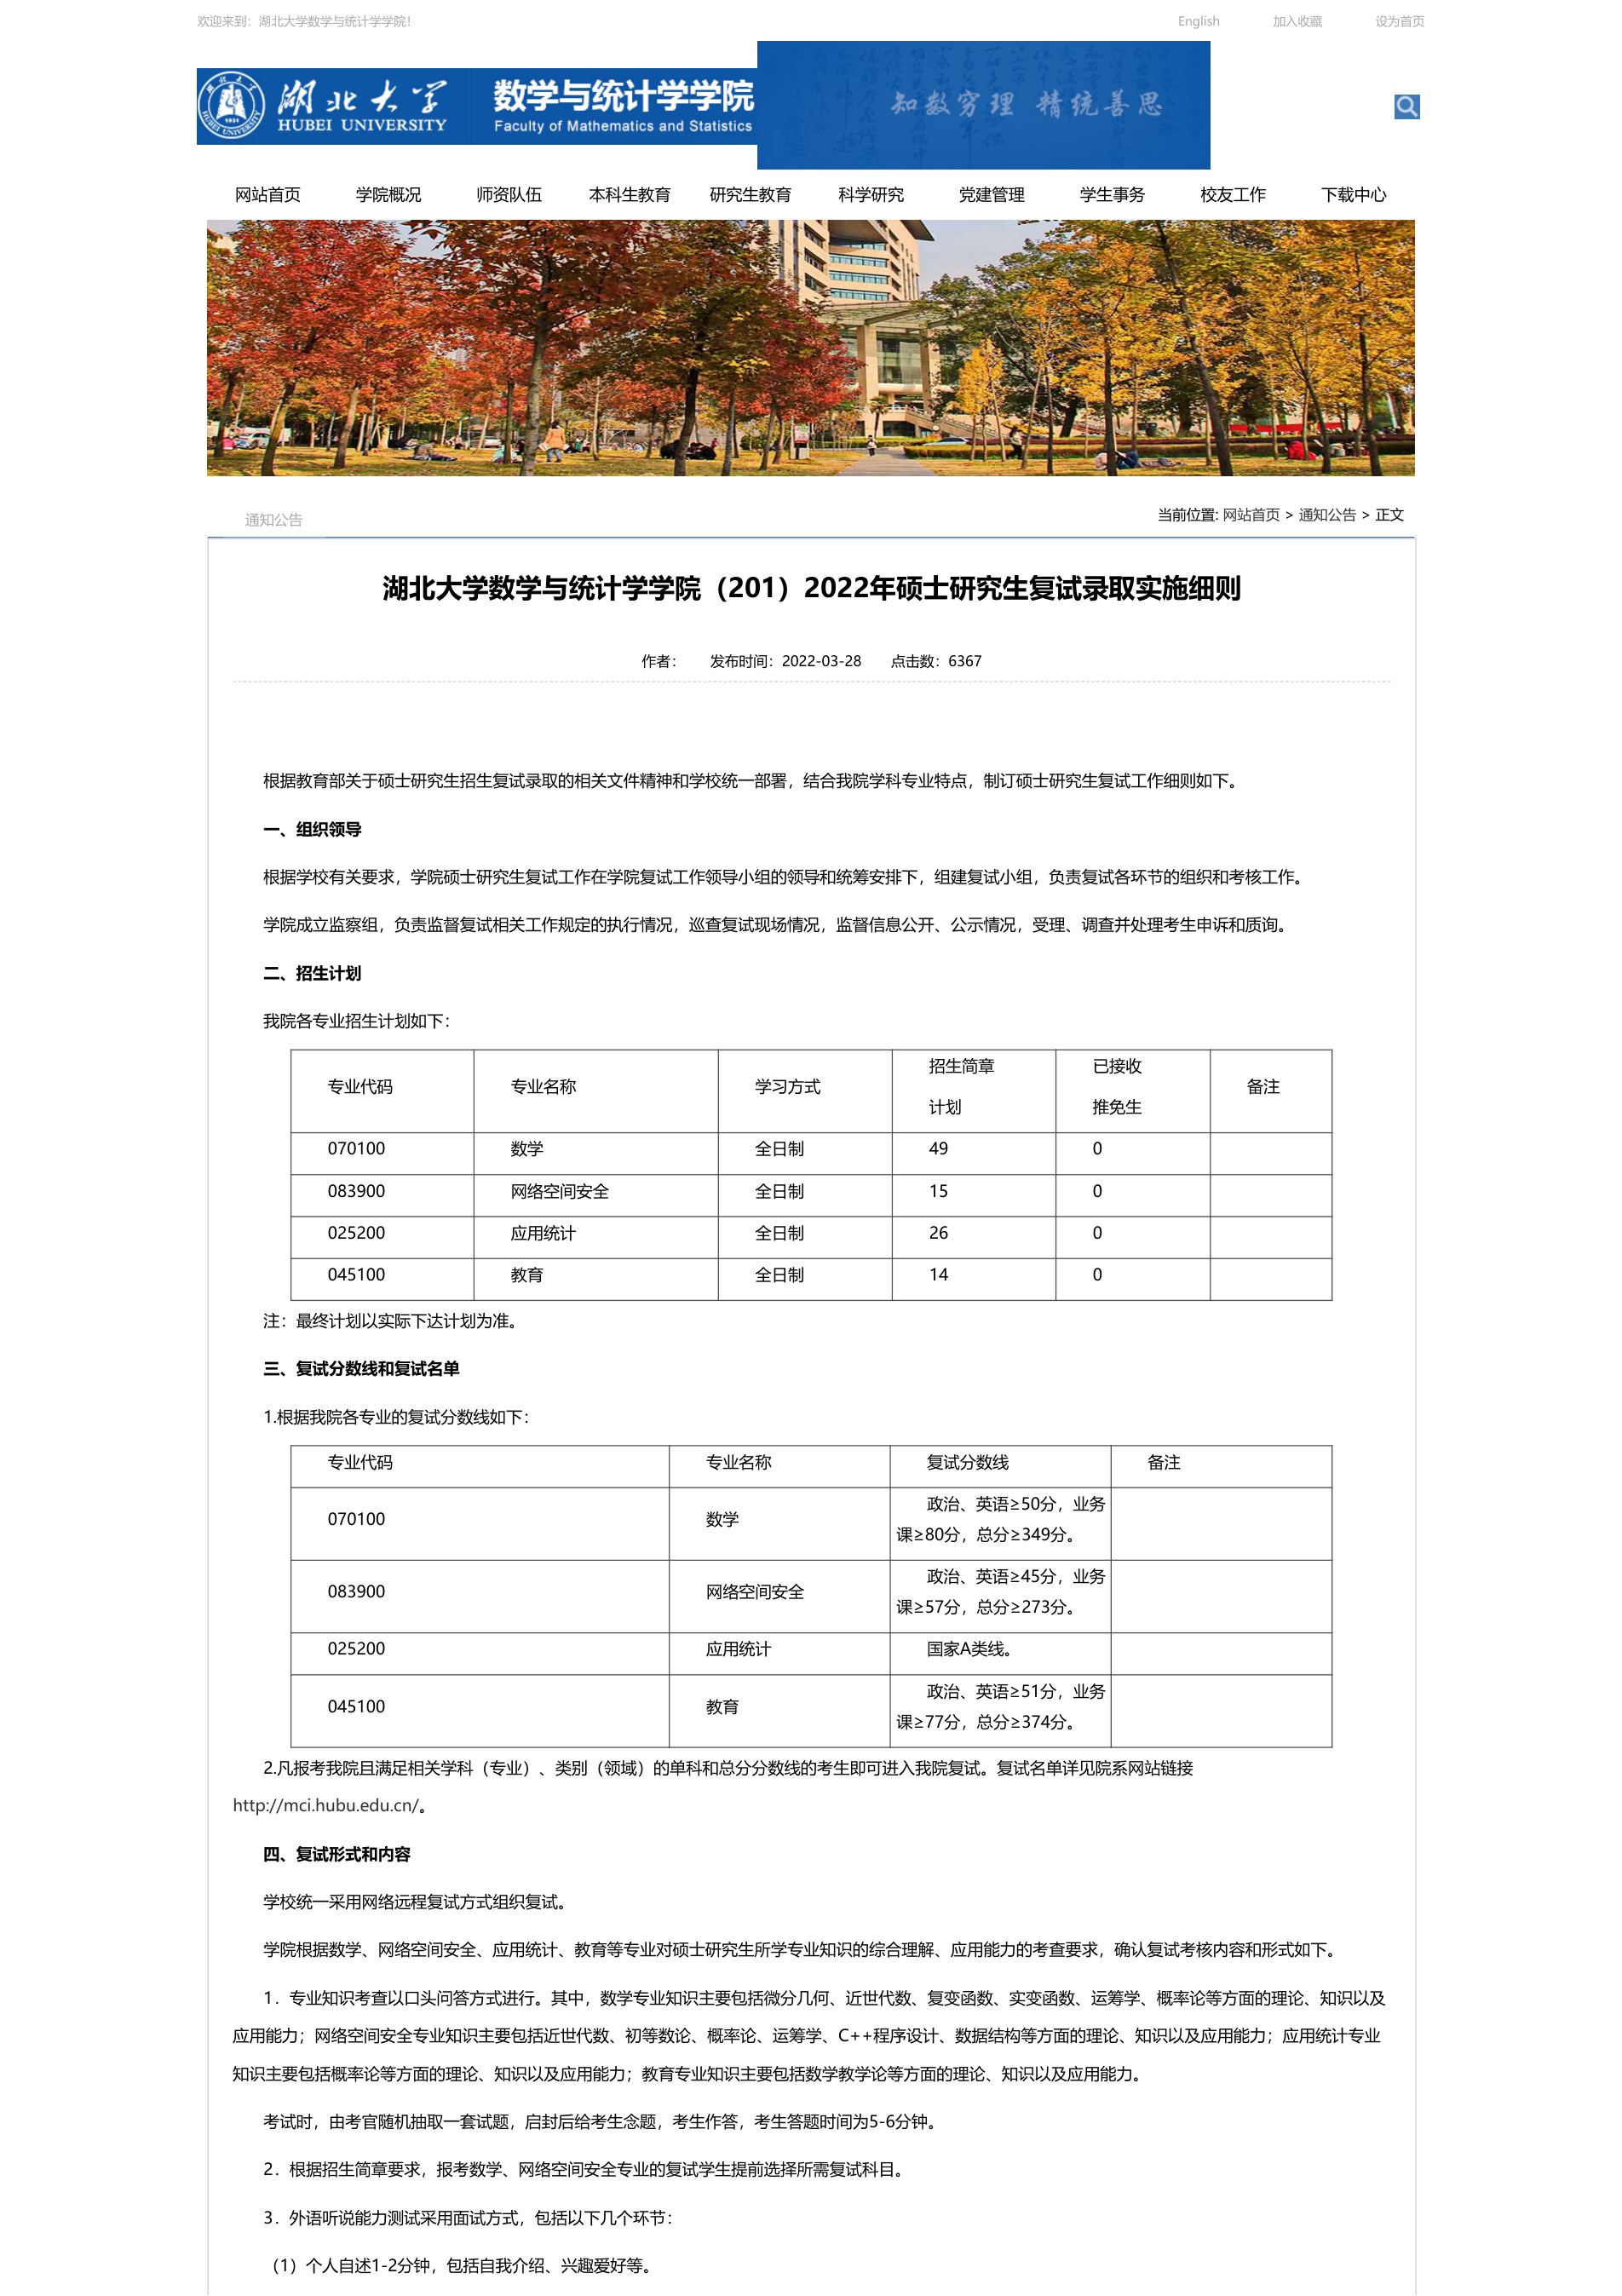 欢迎来到：湖北大学数学与统计学学院！ English 加入收藏 设为首页
湖北大学 数学与统计学学院 知数穷理 精统善思
HUBEI UNIVERSITY Faculty of Mathematics and Statistics
网站首页 学院概况 师资队伍 本科生教育 研究生教育 科学研究 党建管理 学生事务 校友工作 下载中心
通知公告 当前位置: 网站首页 > 通知公告 > 正文
湖北大学数学与统计学学院（201）2022年硕士研究生复试录取实施细则
作者： 发布时间：2022-03-28 点击数：6367
根据教育部关于硕士研究生招生复试录取的相关文件精神和学校统一部署，结合我院学科专业特点，制订硕士研究生复试工作细则如下。
一、组织领导
根据学校有关要求，学院硕士研究生复试工作在学院复试工作领导小组的领导和统筹安排下，组建复试小组，负责复试各环节的组织和考核工作。
学院成立监察组，负责监督复试相关工作规定的执行情况，巡查复试现场情况，监督信息公开、公示情况，受理、调查并处理考生申诉和质询。
二、招生计划
我院各专业招生计划如下：
专业代码 专业名称 学习方式 招生简章 已接收 备注
计划 推免生
070100 数学 全日制 49 0
083900 网络空间安全 全日制 15 0
025200 应用统计 全日制 26 0
045100 教育 全日制 14 0
注：最终计划以实际下达计划为准。
三、复试分数线和复试名单
1.根据我院各专业的复试分数线如下：
专业代码 专业名称 复试分数线 备注
070100 数学 政治、英语≥50分，业务
课≥80分，总分≥349分。
083900 网络空间安全 政治、英语≥45分，业务
课≥57分，总分≥273分。
025200 应用统计 国家A类线。
045100 教育 政治、英语≥51分，业务
课≥77分，总分≥374分。
2.凡报考我院且满足相关学科（专业）、类别（领域）的单科和总分分数线的考生即可进入我院复试。复试名单详见院系网站链接
http://mci.hubu.edu.cn/。
四、复试形式和内容
学校统一采用网络远程复试方式组织复试。
学院根据数学、网络空间安全、应用统计、教育等专业对硕士研究生所学专业知识的综合理解、应用能力的考查要求，确认复试考核内容和形式如下。
1．专业知识考查以口头问答方式进行。其中，数学专业知识主要包括微分几何、近世代数、复变函数、实变函数、运筹学、概率论等方面的理论、知识以及
应用能力；网络空间安全专业知识主要包括近世代数、初等数论、概率论、运筹学、C++程序设计、数据结构等方面的理论、知识以及应用能力；应用统计专业
知识主要包括概率论等方面的理论、知识以及应用能力；教育专业知识主要包括数学教学论等方面的理论、知识以及应用能力。
考试时，由考官随机抽取一套试题，启封后给考生念题，考生作答，考生答题时间为5-6分钟。
2．根据招生简章要求，报考数学、网络空间安全专业的复试学生提前选择所需复试科目。
3．外语听说能力测试采用面试方式，包括以下几个环节：
（1）个人自述1-2分钟，包括自我介绍、兴趣爱好等。